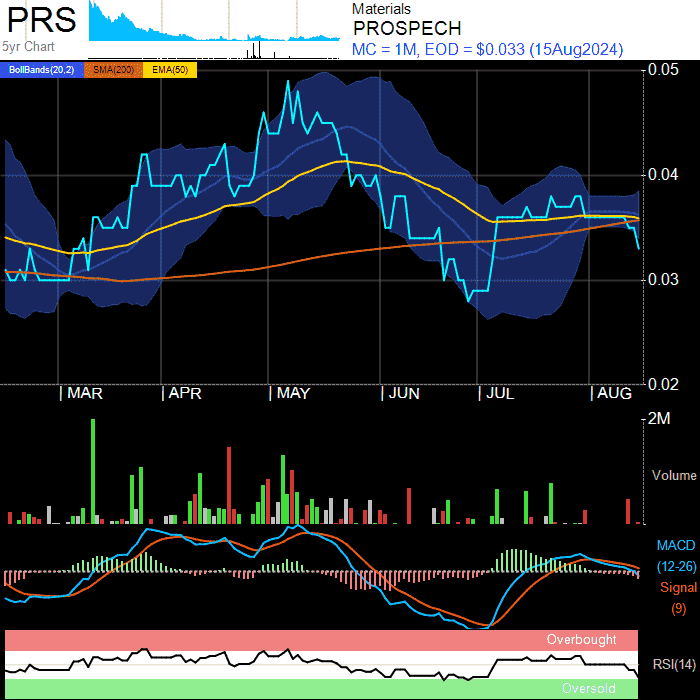 PRS
5yr Chart
Materials
PROSPECH
MC = 1M, EOD = $0.033 (15Aug2024)
BollBands(20,2) SMA(200) EMA(50)
0.05
0.04
0.03
0.02
MAR APR MAY JUN JUL AUG
2M
Volume
MACD
(12-26)
Signal
(9)
Overbought
RSI(14)
Oversold